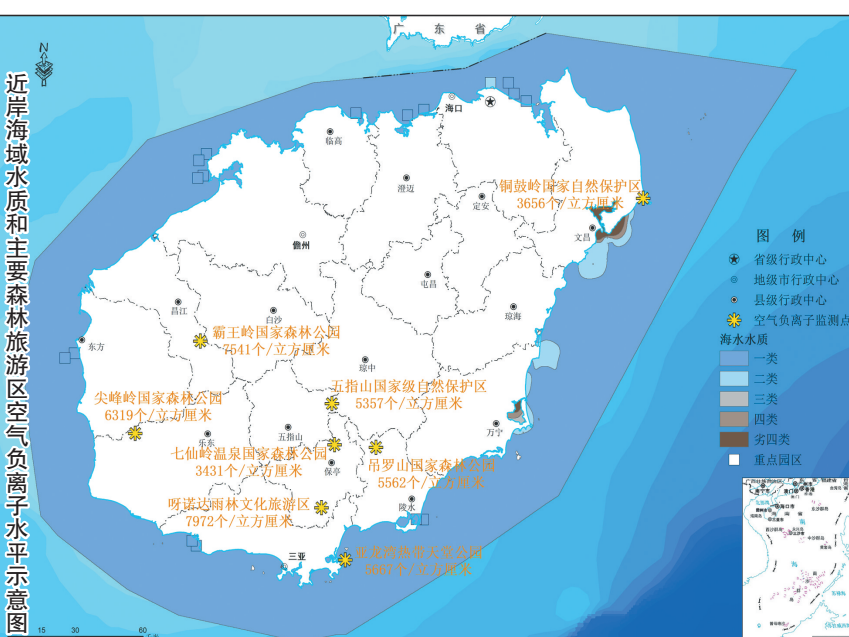 近岸海域水质和主要森林旅游区空气负离子水平示意图
N
广东省
海口
临高
澄迈
定安
铜鼓岭国家自然保护区
3656个/立方厘米
文昌
儋州
屯昌
昌江
白沙
琼海
霸王岭国家森林公园
7541个/立方厘米
东方
琼中
五指山国家级自然保护区
5357个/立方厘米
尖峰岭国家森林公园
6319个/立方厘米
乐东
五指山
万宁
七仙岭温泉国家森林公园
3431个/立方厘米
保亭
吊罗山国家森林公园
5562个/立方厘米
呀诺达雨林文化旅游区
7972个/立方厘米
陵水
三亚
图 例
省级行政中心
地级市行政中心
县级行政中心
空气负离子监测点
海水水质
一类
二类
三类
四类
劣四类
重点园区
15 30 60